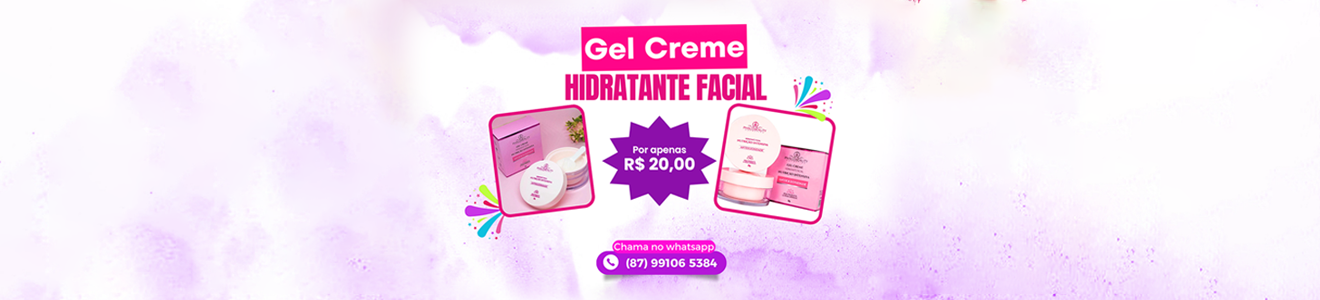 Gel Creme
HIDRATANTE FACIAL
Por apenas
R$ 20,00
Chama no whatsapp
(87) 99106 5384